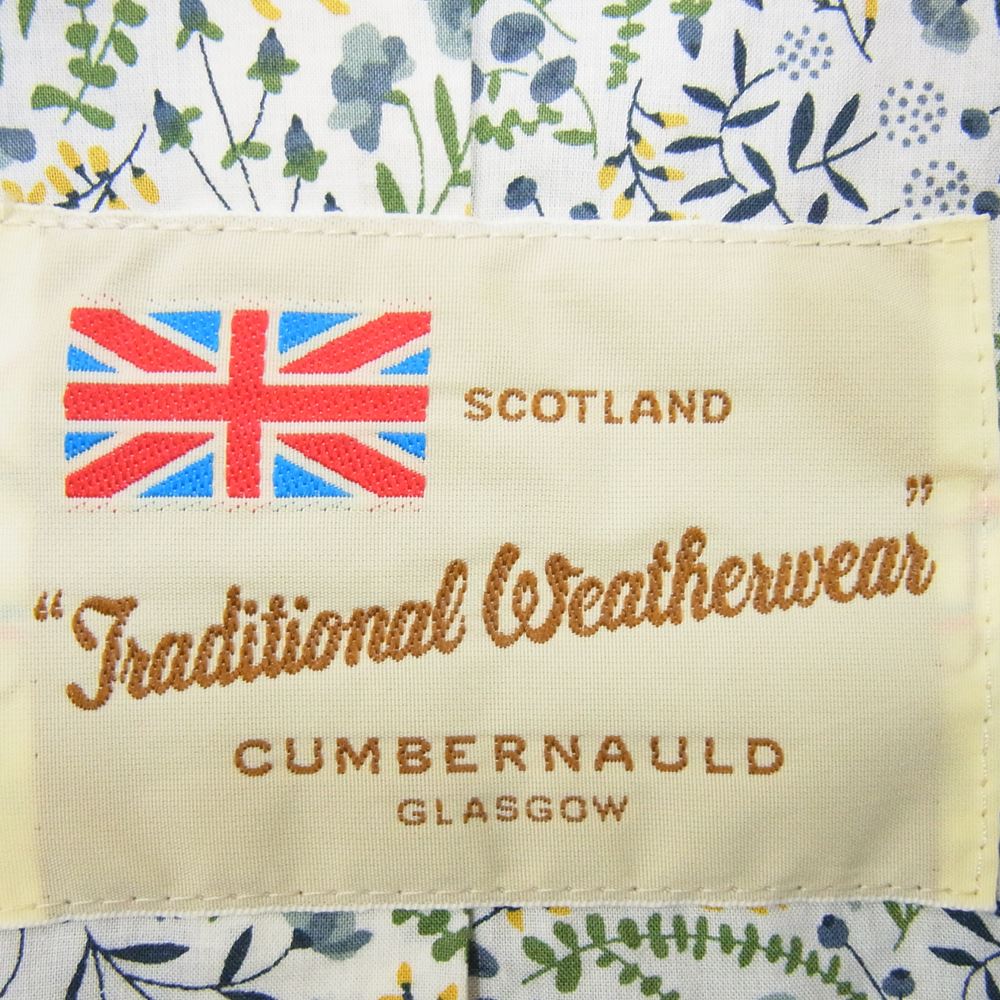 SCOTLAND
“Traditional Weatherwear”
CUMBERNAULD
GLASGOW